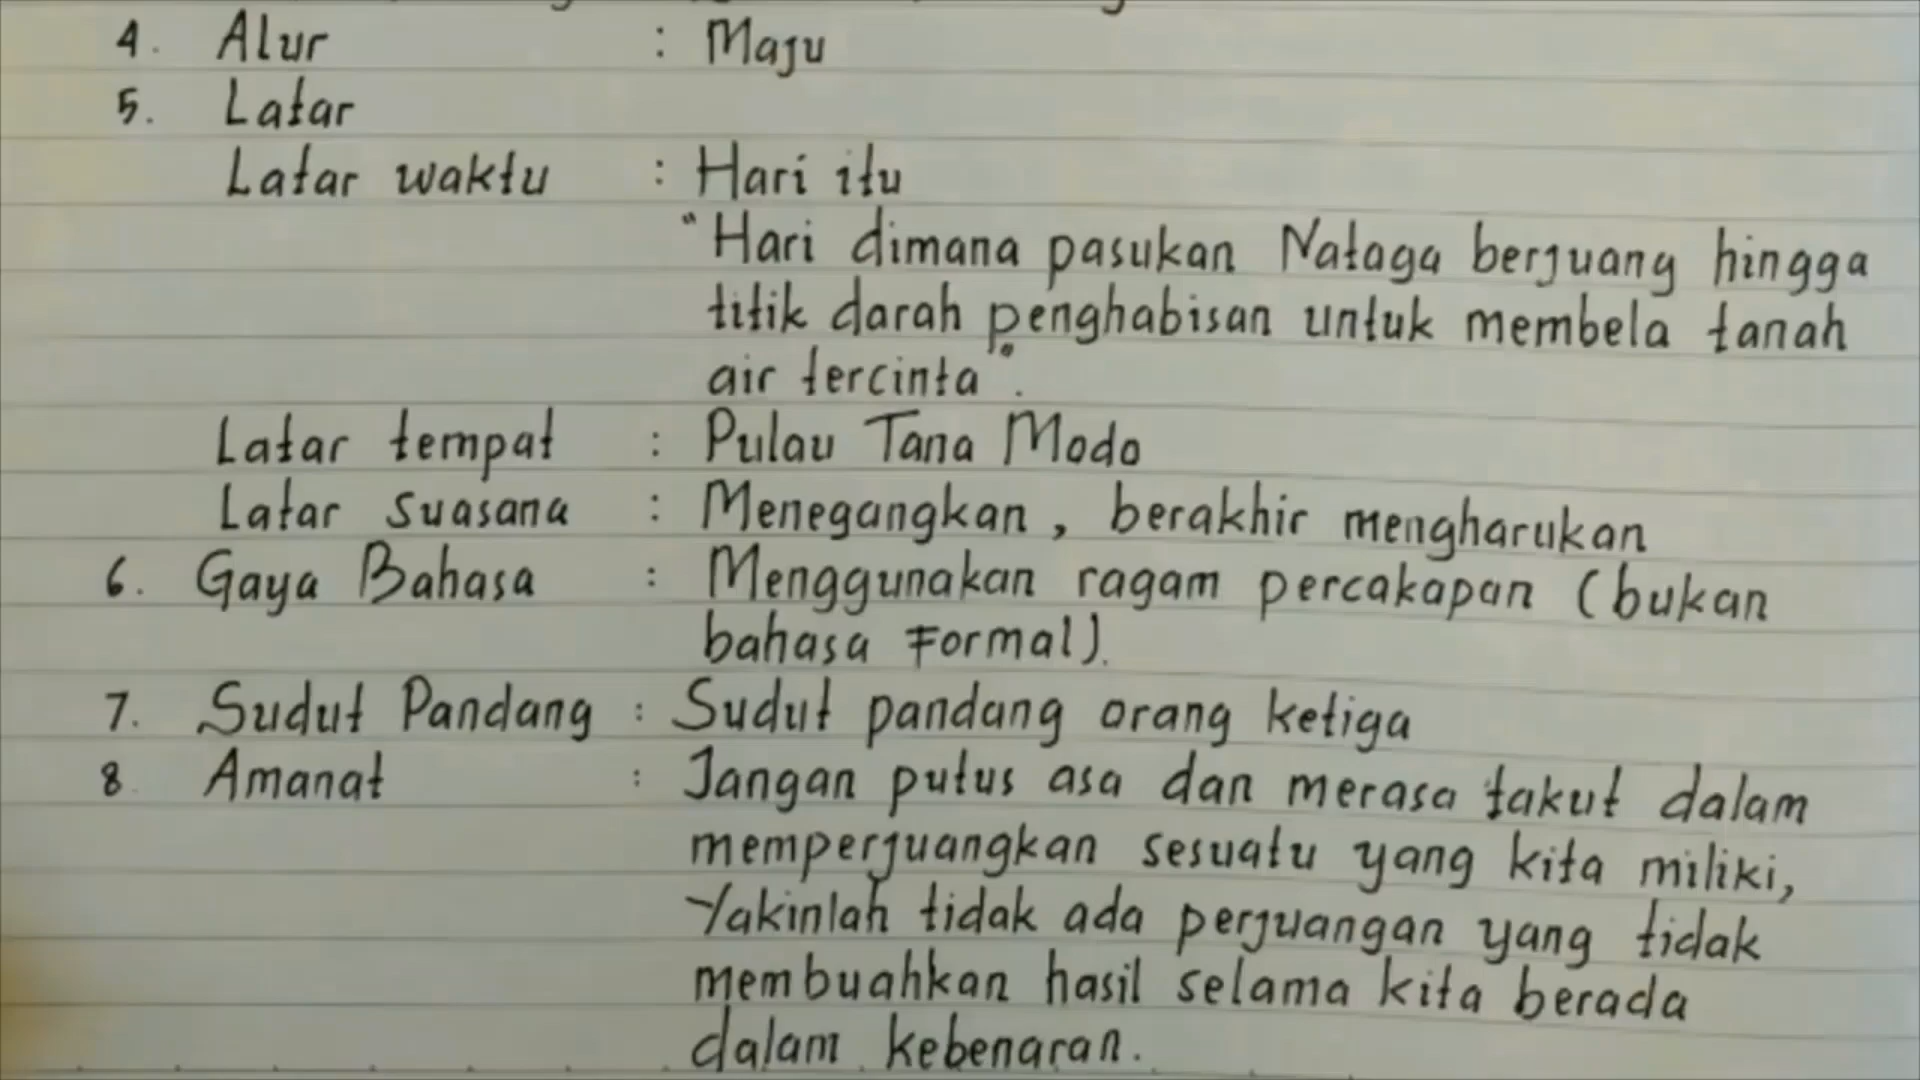 4. Alur : Maju
5. Latar
Latar waktu : Hari itu
"Hari dimana pasukan Nataga berjuang hingga
titik darah penghabisan untuk membela tanah
air tercinta".
Latar tempat : Pulau Tana Modo
Latar suasana : Menegangkan, berakhir mengharukan
6. Gaya Bahasa : Menggunakan ragam percakapan (bukan
bahasa Formal).
7. Sudut Pandang : Sudut pandang orang ketiga
8. Amanat : Jangan putus asa dan merasa takut dalam
memperjuangkan sesuatu yang kita miliki,
Yakinlah tidak ada perjuangan yang tidak
membuahkan hasil selama kita berada
dalam kebenaran.